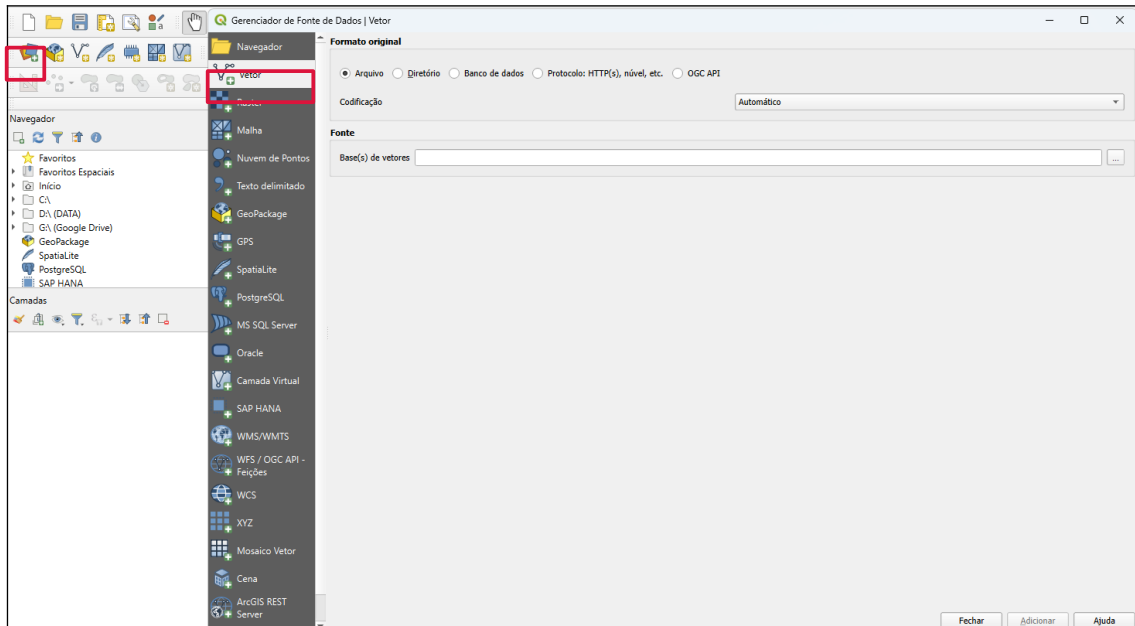 Gerenciador de Fonte de Dados | Vetor
Navegador
Favoritos
Favoritos Espaciais
Início
C:\
D:\ (DATA)
G:\ (Google Drive)
GeoPackage
SpatiaLite
PostgreSQL
SAP HANA
Camadas
Navegador
Vetor
Raster
Malha
Nuvem de Pontos
Texto delimitado
GeoPackage
GPS
SpatiaLite
PostgreSQL
MS SQL Server
Oracle
Camada Virtual
SAP HANA
WMS/WMTS
WFS / OGC API -
Feições
WCS
XYZ
Mosaico Vetor
Cena
ArcGIS REST
Server
Formato original
Arquivo Diretório Banco de dados Protocolo: HTTP(s), núvel, etc. OGC API
Codificação Automático
Fonte
Base(s) de vetores ...
Fechar Adicionar Ajuda